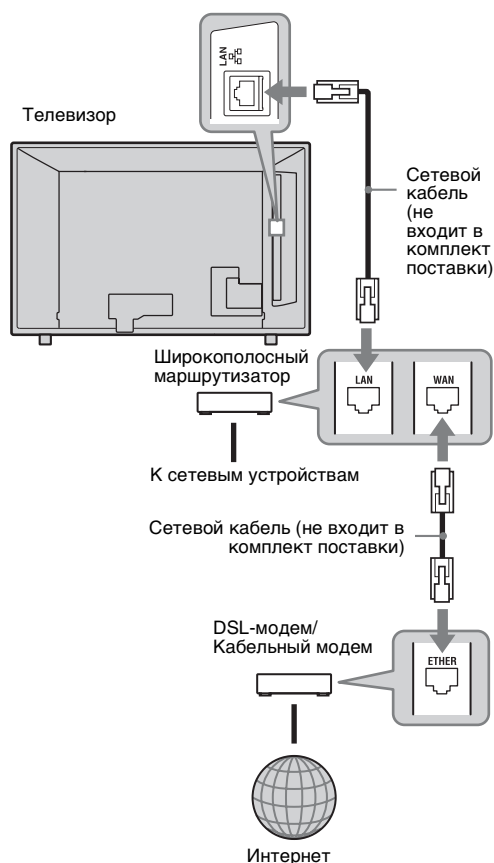 LAN
Телевизор
Сетевой
кабель
(не
входит в
комплект
поставки)
Широкополосный
маршрутизатор
LAN
WAN
К сетевым устройствам
Сетевой кабель (не входит в
комплект поставки)
DSL-модем/
Кабельный модем
ETHER
Интернет